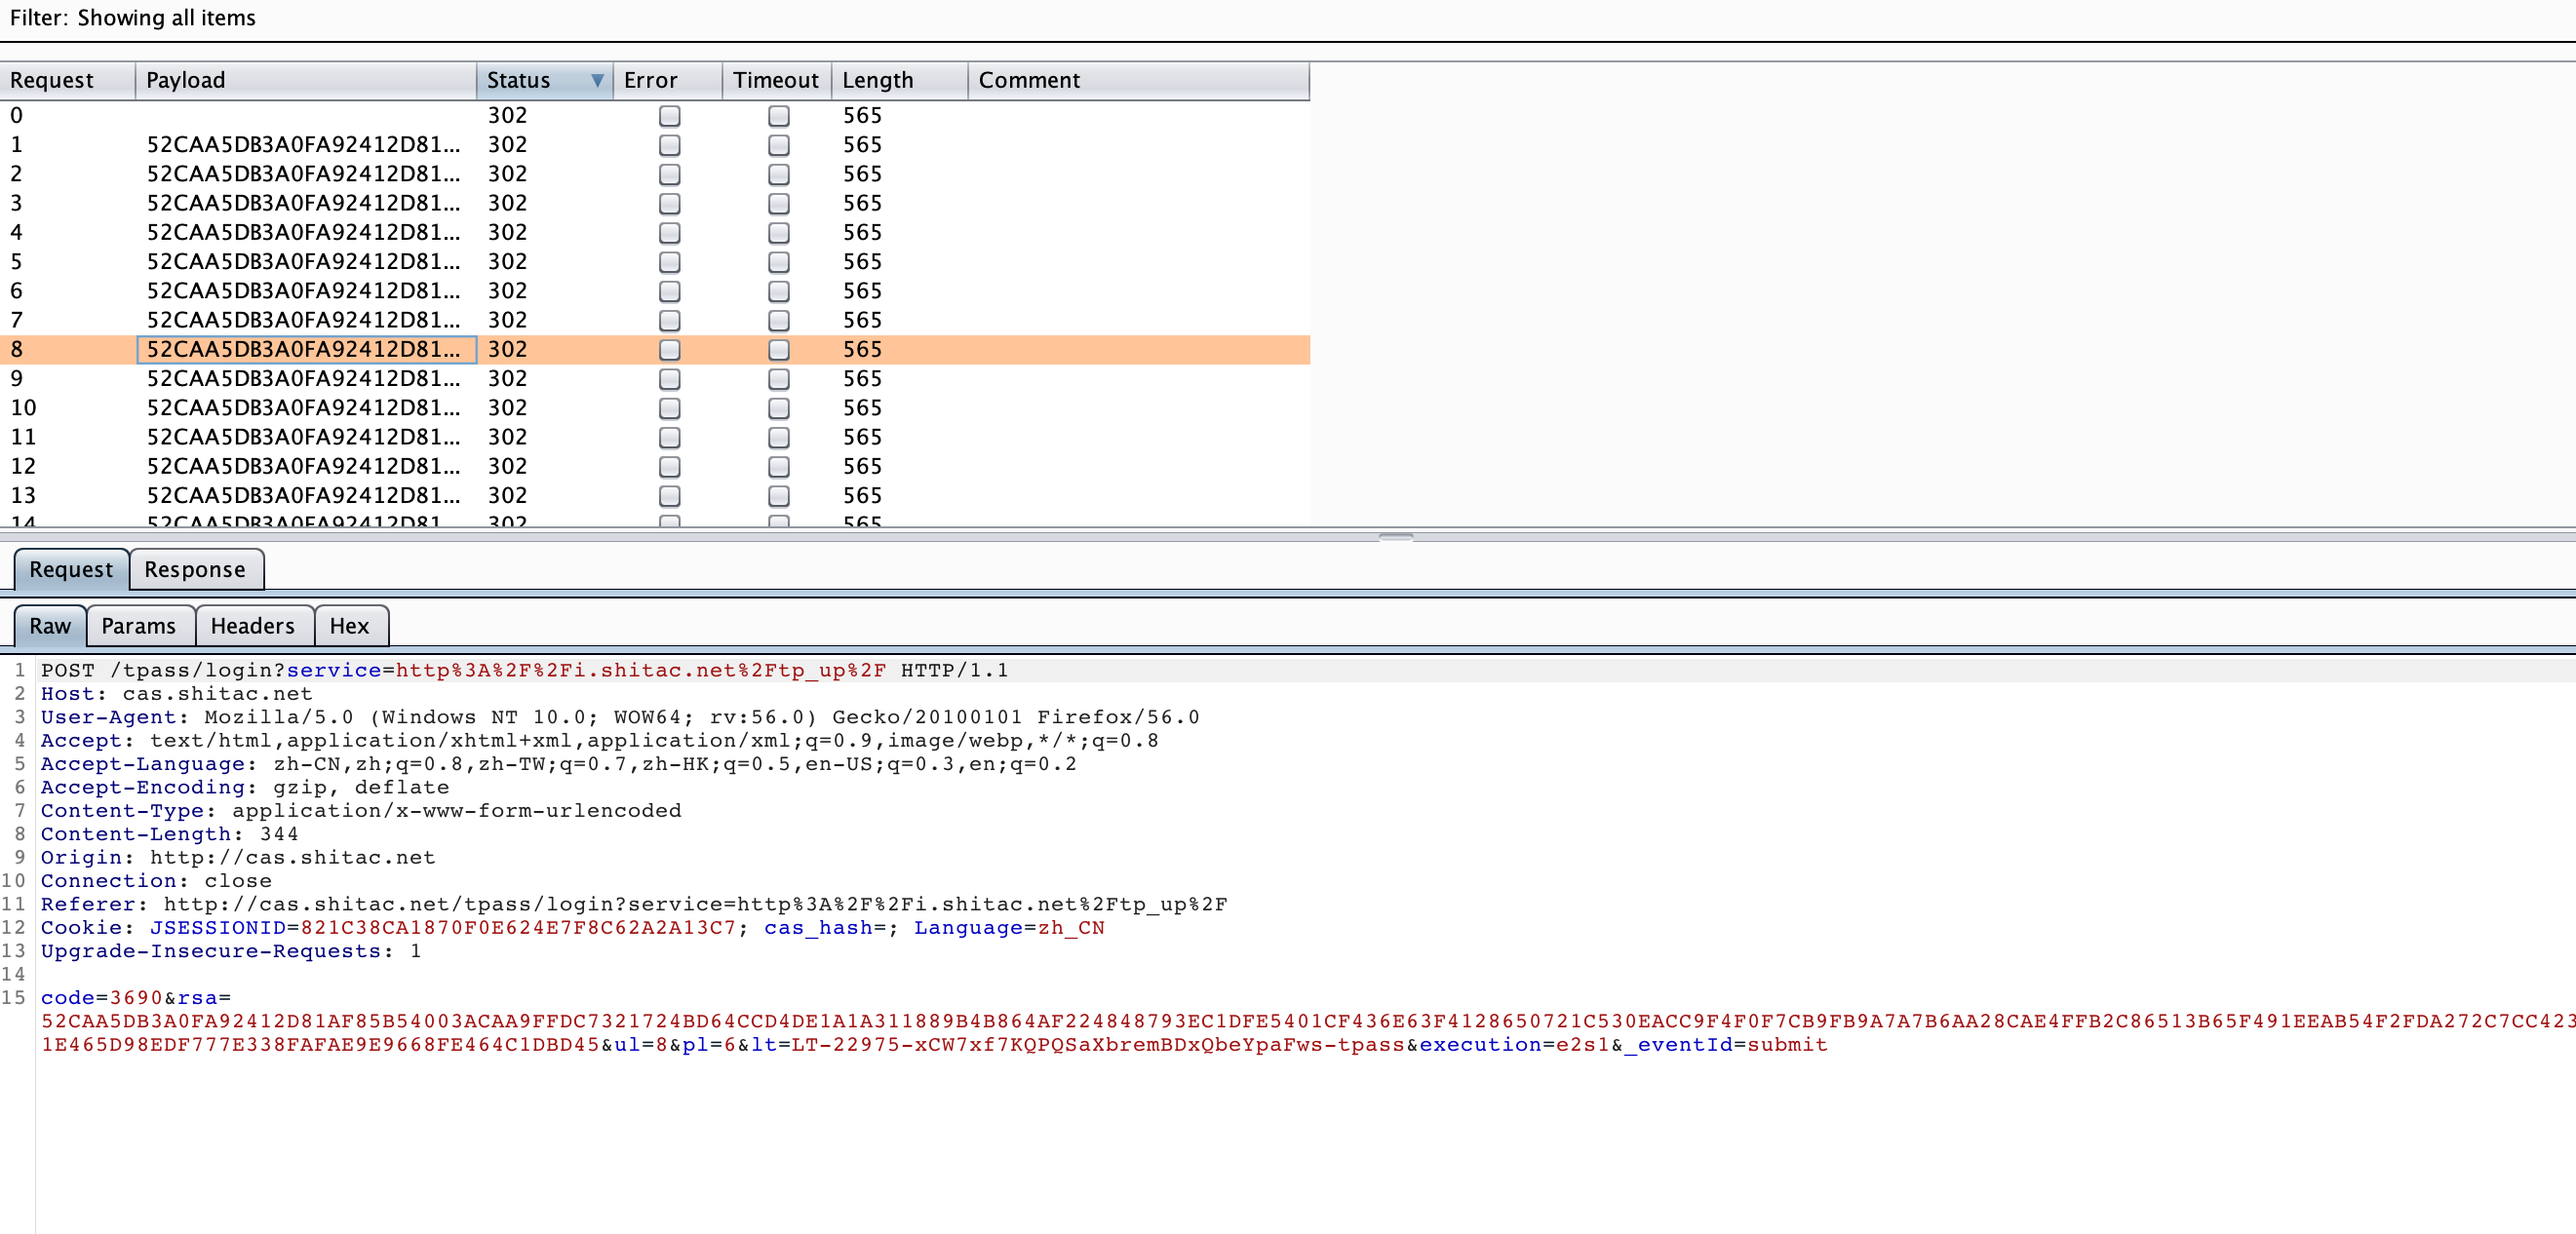 Filter: Showing all items
Request Payload Status Error Timeout Length Comment
0 302 565
1 52CAA5DB3A0FA92412D81... 302 565
2 52CAA5DB3A0FA92412D81... 302 565
3 52CAA5DB3A0FA92412D81... 302 565
4 52CAA5DB3A0FA92412D81... 302 565
5 52CAA5DB3A0FA92412D81... 302 565
6 52CAA5DB3A0FA92412D81... 302 565
7 52CAA5DB3A0FA92412D81... 302 565
8 52CAA5DB3A0FA92412D81... 302 565
9 52CAA5DB3A0FA92412D81... 302 565
10 52CAA5DB3A0FA92412D81... 302 565
11 52CAA5DB3A0FA92412D81... 302 565
12 52CAA5DB3A0FA92412D81... 302 565
13 52CAA5DB3A0FA92412D81... 302 565
14 52CAA5DB3A0FA92412D81... 302 565
Request Response
Raw Params Headers Hex
1 POST /tpass/login?service=http%3A%2F%2Fi.shitac.net%2Ftp_up%2F HTTP/1.1
2 Host: cas.shitac.net
3 User-Agent: Mozilla/5.0 (Windows NT 10.0; WOW64; rv:56.0) Gecko/20100101 Firefox/56.0
4 Accept: text/html,application/xhtml+xml,application/xml;q=0.9,image/webp,*/*;q=0.8
5 Accept-Language: zh-CN,zh;q=0.8,zh-TW;q=0.7,zh-HK;q=0.5,en-US;q=0.3,en;q=0.2
6 Accept-Encoding: gzip, deflate
7 Content-Type: application/x-www-form-urlencoded
8 Content-Length: 344
9 Origin: http://cas.shitac.net
10 Connection: close
11 Referer: http://cas.shitac.net/tpass/login?service=http%3A%2F%2Fi.shitac.net%2Ftp_up%2F
12 Cookie: JSESSIONID=821C38CA1870F0E624E7F8C62A2A13C7; cas_hash=; Language=zh_CN
13 Upgrade-Insecure-Requests: 1
14
15 code=3690&rsa=
52CAA5DB3A0FA92412D81AF85B54003ACAA9FFDC7321724BD64CCD4DE1A1A311889B4B864AF224848793EC1DFE5401CF436E63F4128650721C530EACC9F4F0F7CB9FB9A7A7B6AA28CAE4FFB2C86513B65F491EEAB54F2FDA272C7CC423
1E465D98EDF777E338FAFAE9E9668FE464C1DBD45&ul=8&pl=6&lt=LT-22975-xCW7xf7KQPQSaXbremBDxQbeYpaFws-tpass&execution=e2s1&_eventId=submit